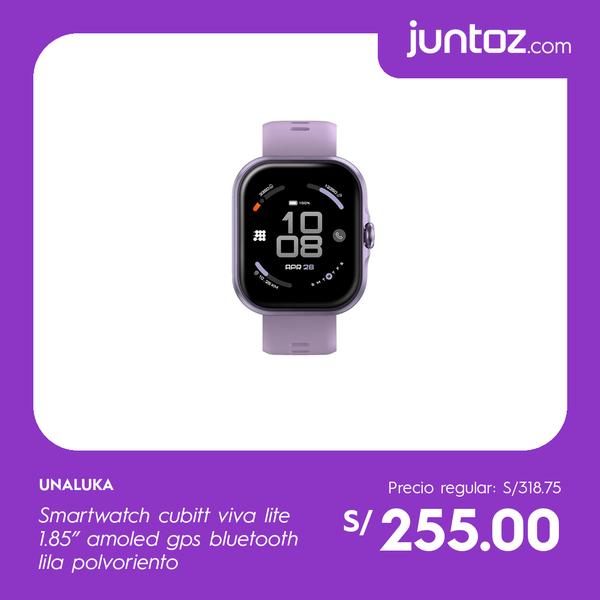 juntoz.com
100%
10
08
APR 28
S M T W T F S
UNALUKA
Smartwatch cubitt viva lite
1.85” amoled gps bluetooth
lila polvoriento
Precio regular: S/318.75
S/ 255.00